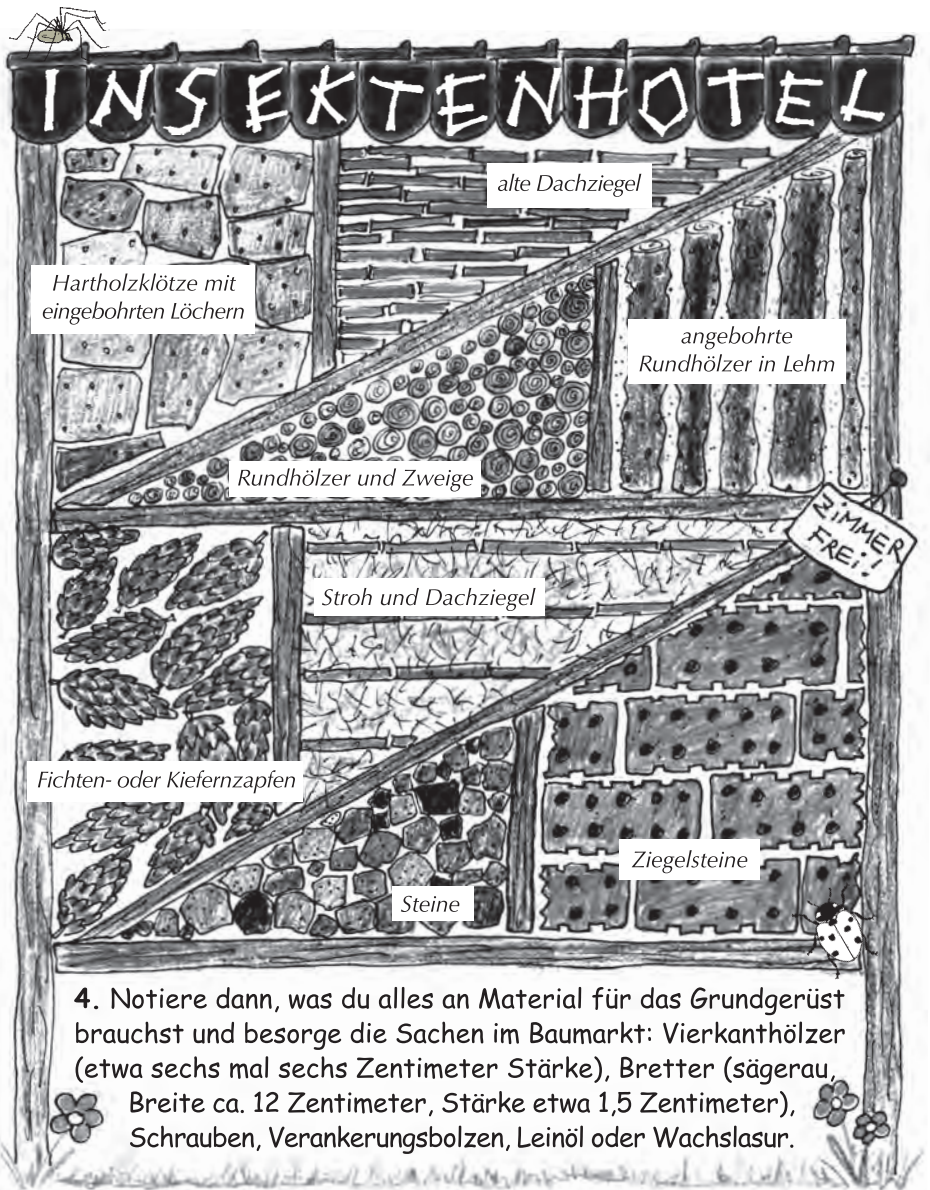 INSEKTENHOTEL
alte Dachziegel
Hartholzklötze mit
eingebohrten Löchern
angebohrte
Rundhölzer in Lehm
Rundhölzer und Zweige
ZIMMER
FREI!
Stroh und Dachziegel
Fichten- oder Kiefernzapfen
Ziegelsteine
Steine
4. Notiere dann, was du alles an Material für das Grundgerüst
brauchst und besorge die Sachen im Baumarkt: Vierkanthölzer
(etwa sechs mal sechs Zentimeter Stärke), Bretter (sägerau,
Breite ca. 12 Zentimeter, Stärke etwa 1,5 Zentimeter),
Schrauben, Verankerungsbolzen, Leinöl oder Wachslasur.